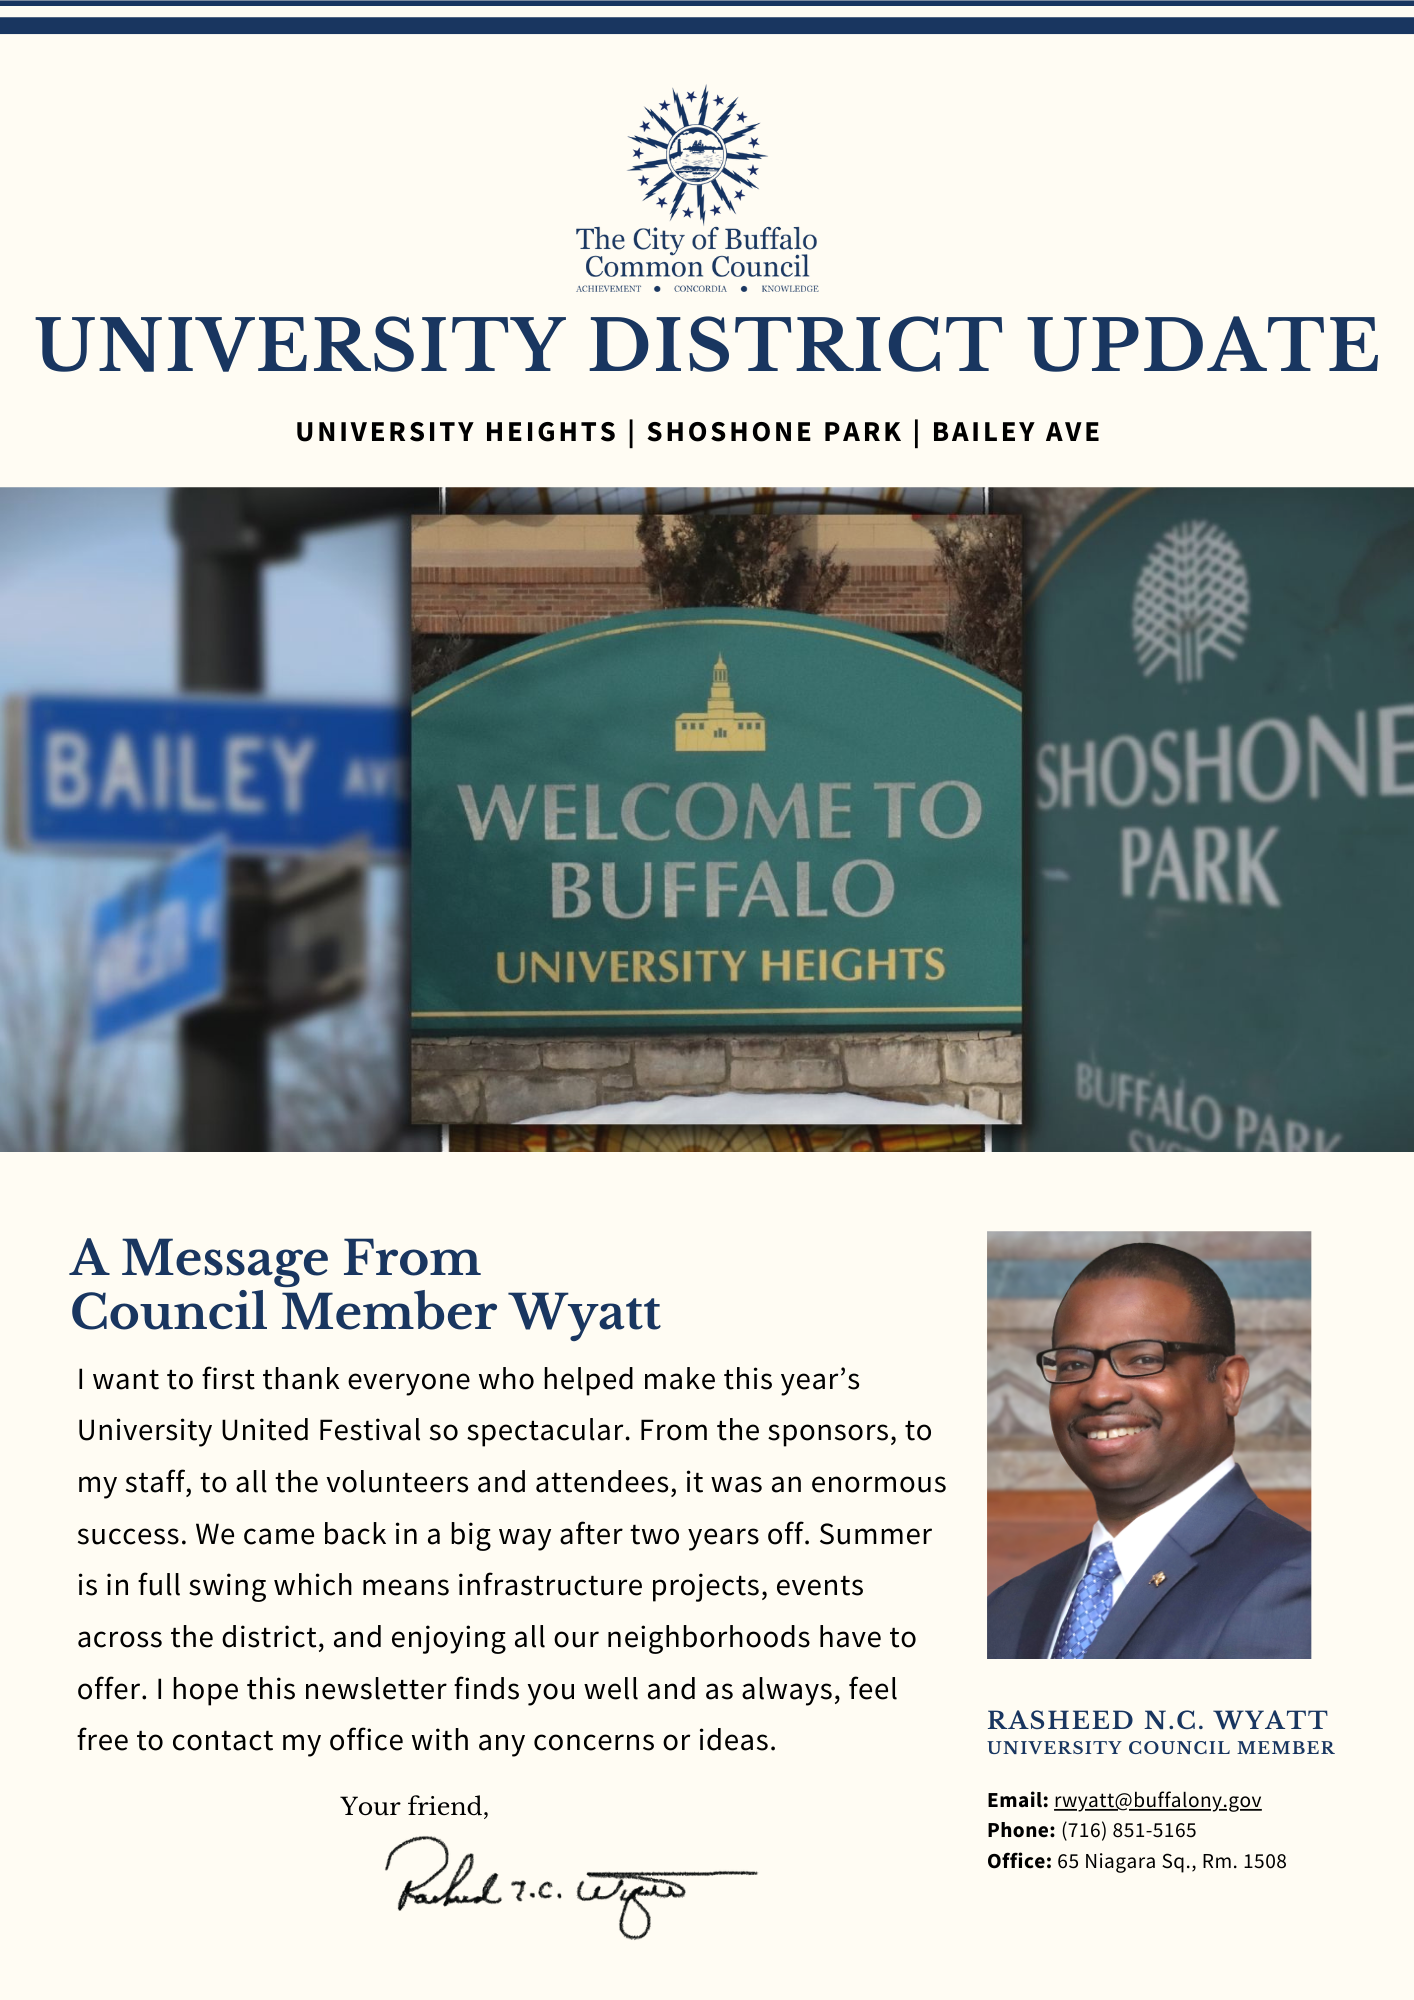 The City of Buffalo
Common Council
ACHIEVEMENT • CONCORDIA • KNOWLEDGE
UNIVERSITY DISTRICT UPDATE
UNIVERSITY HEIGHTS | SHOSHONE PARK | BAILEY AVE
BAILEY AVE
WELCOME TO
BUFFALO
UNIVERSITY HEIGHTS
SHOSHONE
PARK
BUFFALO PARK
A Message From
Council Member Wyatt
I want to first thank everyone who helped make this year’s
University United Festival so spectacular. From the sponsors, to
my staff, to all the volunteers and attendees, it was an enormous
success. We came back in a big way after two years off. Summer
is in full swing which means infrastructure projects, events
across the district, and enjoying all our neighborhoods have to
offer. I hope this newsletter finds you well and as always, feel
free to contact my office with any concerns or ideas.
Your friend,
RASHEED N.C. WYATT
UNIVERSITY COUNCIL MEMBER
Email: rwyatt@buffalony.gov
Phone: (716) 851-5165
Office: 65 Niagara Sq., Rm. 1508